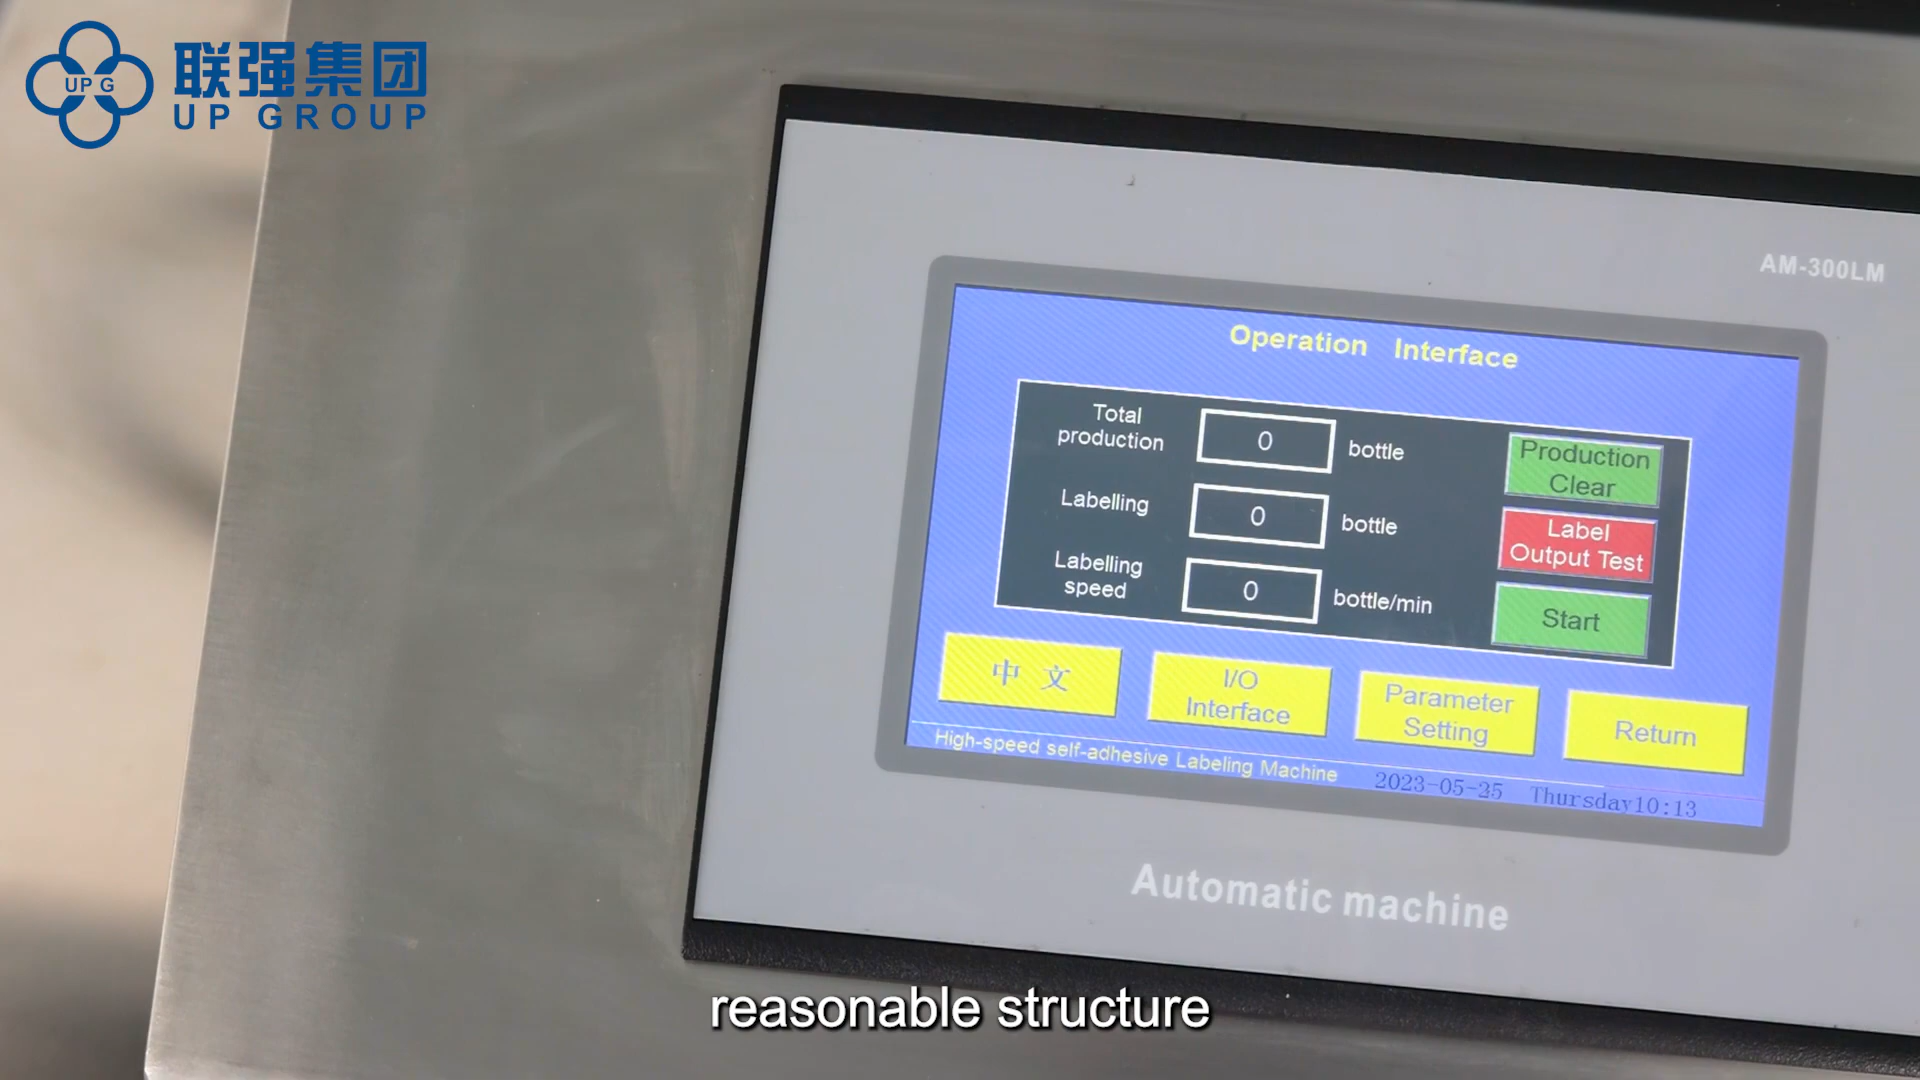 UP G
联强集团
UP GROUP
AM-300LM
Operation Interface
Total
production
0
bottle
Production
Clear
Labelling
0
bottle
Label
Output Test
Labelling
speed
0
bottle/min
Start
中 文
I/O
Interface
Parameter
Setting
Return
High-speed self-adhesive Labeling Machine
2023-05-25 Thursday10:13
Automatic machine
reasonable structure